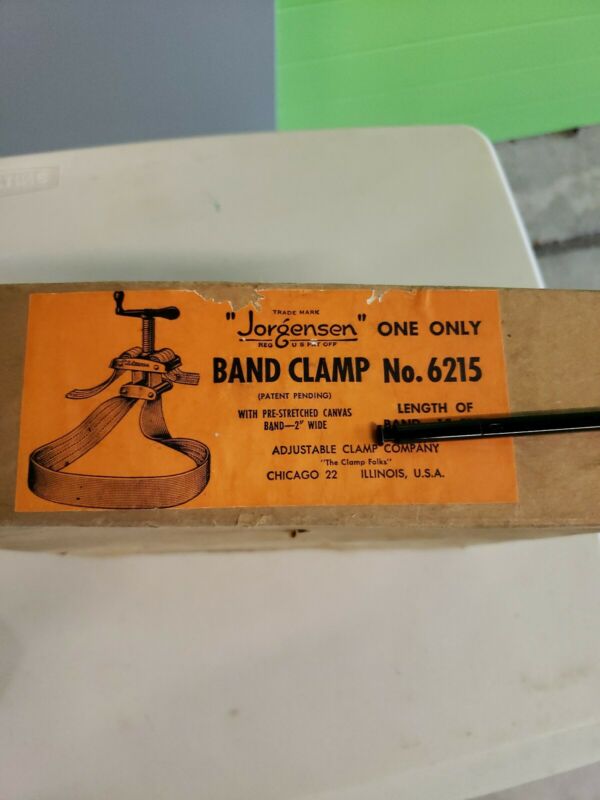 TRADE MARK
"Jorgensen" ONE ONLY
REG U S PAT OFF
BAND CLAMP No. 6215
(PATENT PENDING)
WITH PRE-STRETCHED CANVAS
BAND—2" WIDE
LENGTH OF
BAND
ADJUSTABLE CLAMP COMPANY
"The Clamp Folks"
CHICAGO 22 ILLINOIS, U.S.A.